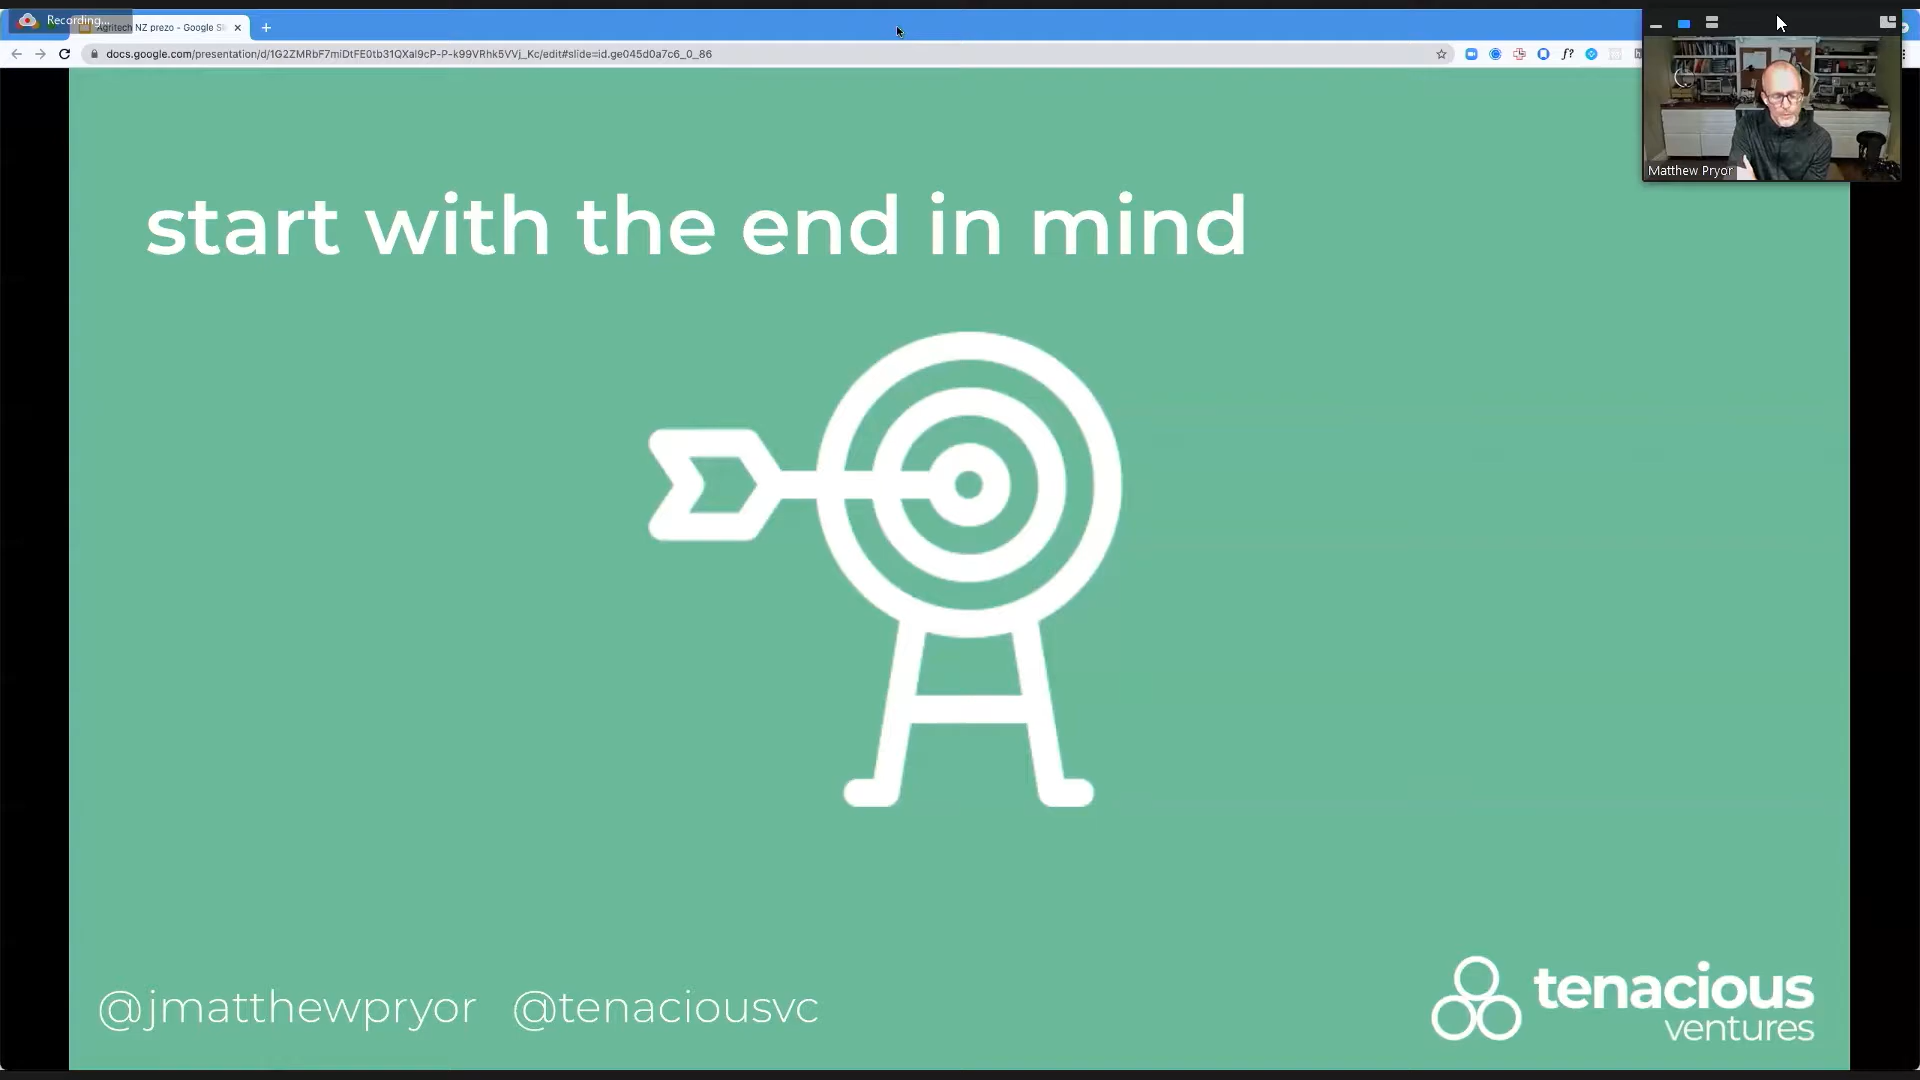 Recording...
Agritech NZ prezo - Google Sl
docs.google.com/presentation/d/1G2ZMRbF7miDtFE0tb31QXal9cP-P-k99VRhk5VVj_Kc/edit#slide=id.ge045d0a7c6_0_86
f?
Matthew Pryor
start with the end in mind
@jmatthewpryor @tenaciousvc
tenacious
ventures